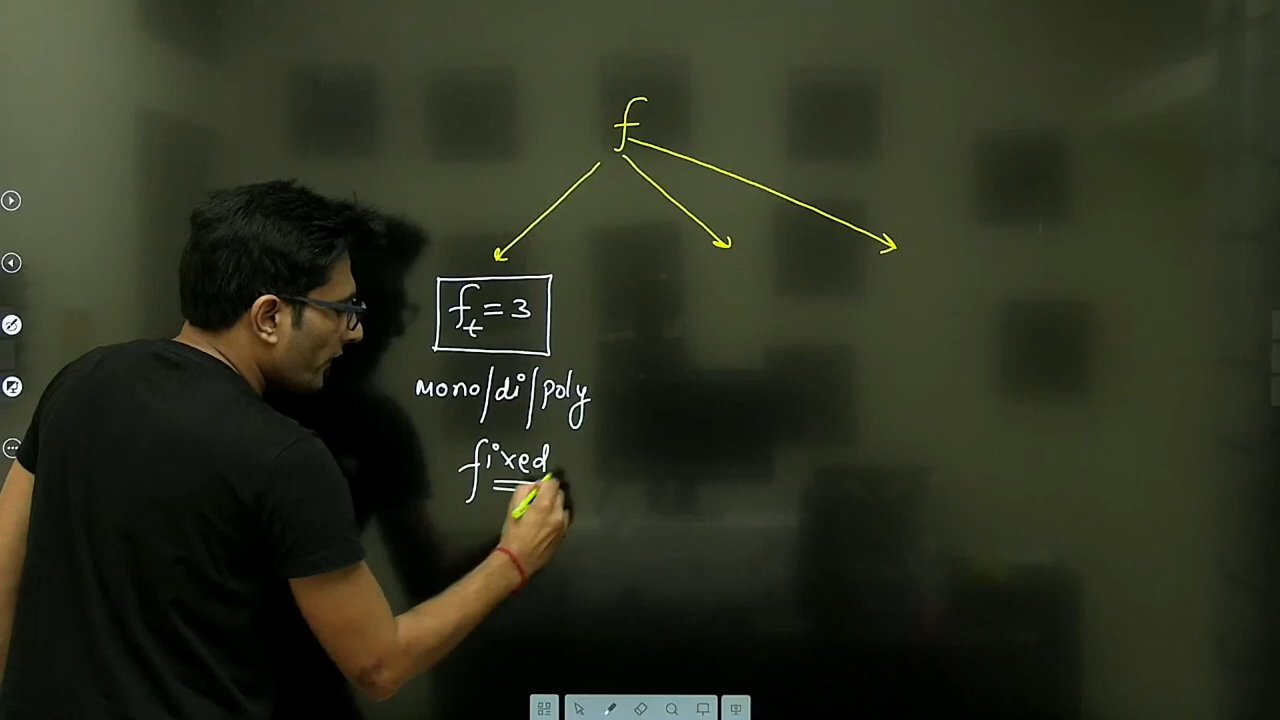 f
f_t = 3
mono/di/poly
fixed